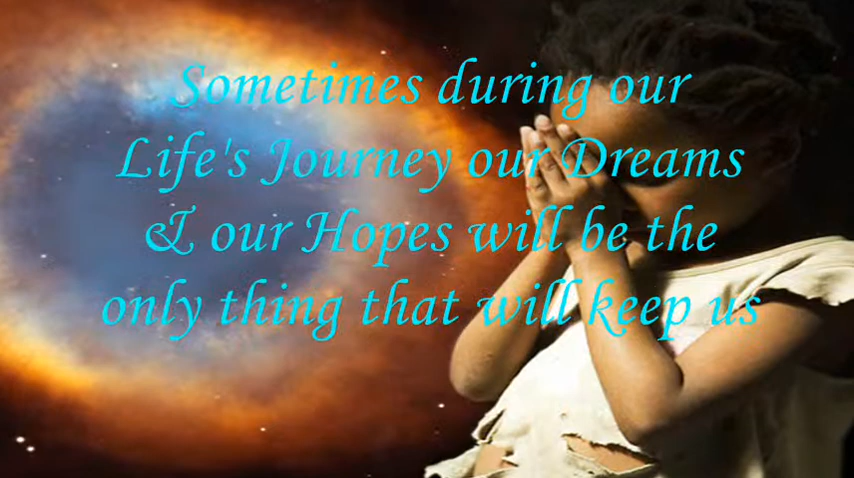 Sometimes during our
Life's Journey our Dreams
& our Hopes will be the
only thing that will keep us